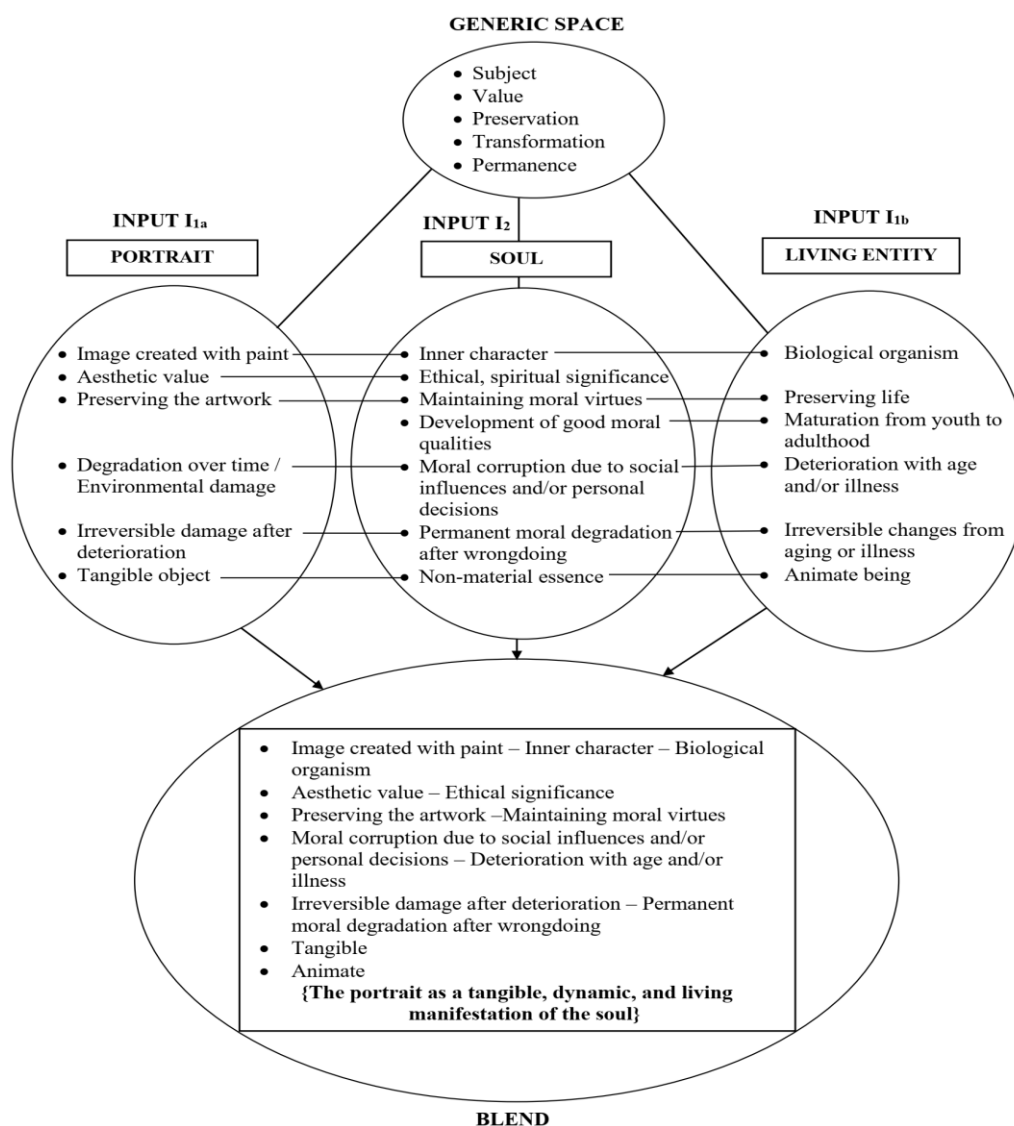 GENERIC SPACE
• Subject
• Value
• Preservation
• Transformation
• Permanence
INPUT I1a
PORTRAIT
• Image created with paint
• Aesthetic value
• Preserving the artwork
• Degradation over time /
Environmental damage
• Irreversible damage after
deterioration
• Tangible object
INPUT I2
SOUL
• Inner character
• Ethical, spiritual significance
• Maintaining moral virtues
• Development of good moral
qualities
• Moral corruption due to social
influences and/or personal
decisions
• Permanent moral degradation
after wrongdoing
• Non-material essence
INPUT I1b
LIVING ENTITY
• Biological organism
• Preserving life
• Maturation from youth to
adulthood
• Deterioration with age
and/or illness
• Irreversible changes from
aging or illness
• Animate being
• Image created with paint – Inner character – Biological
organism
• Aesthetic value – Ethical significance
• Preserving the artwork –Maintaining moral virtues
• Moral corruption due to social influences and/or
personal decisions – Deterioration with age and/or
illness
• Irreversible damage after deterioration – Permanent
moral degradation after wrongdoing
• Tangible
• Animate
{The portrait as a tangible, dynamic, and living
manifestation of the soul}
BLEND